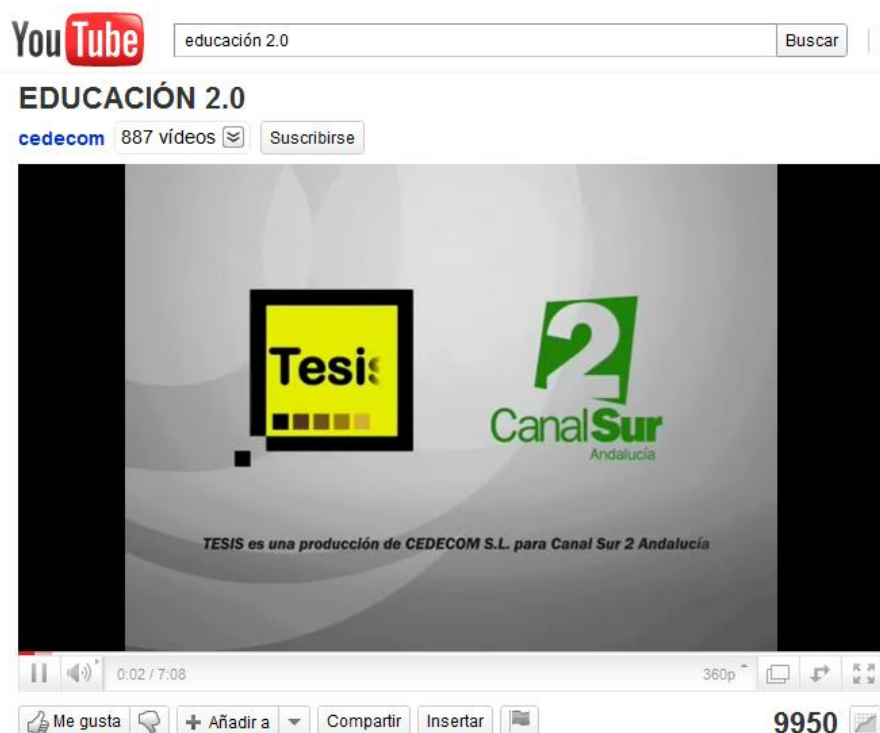 You Tube
educación 2.0
Buscar
EDUCACIÓN 2.0
cedecom 887 vídeos Suscribirse
Tesis
2
CanalSur
Andalucía
TESIS es una producción de CEDECOM S.L. para Canal Sur 2 Andalucía
0:02 / 7:08 360p
Me gusta Añadir a Compartir Insertar 9950